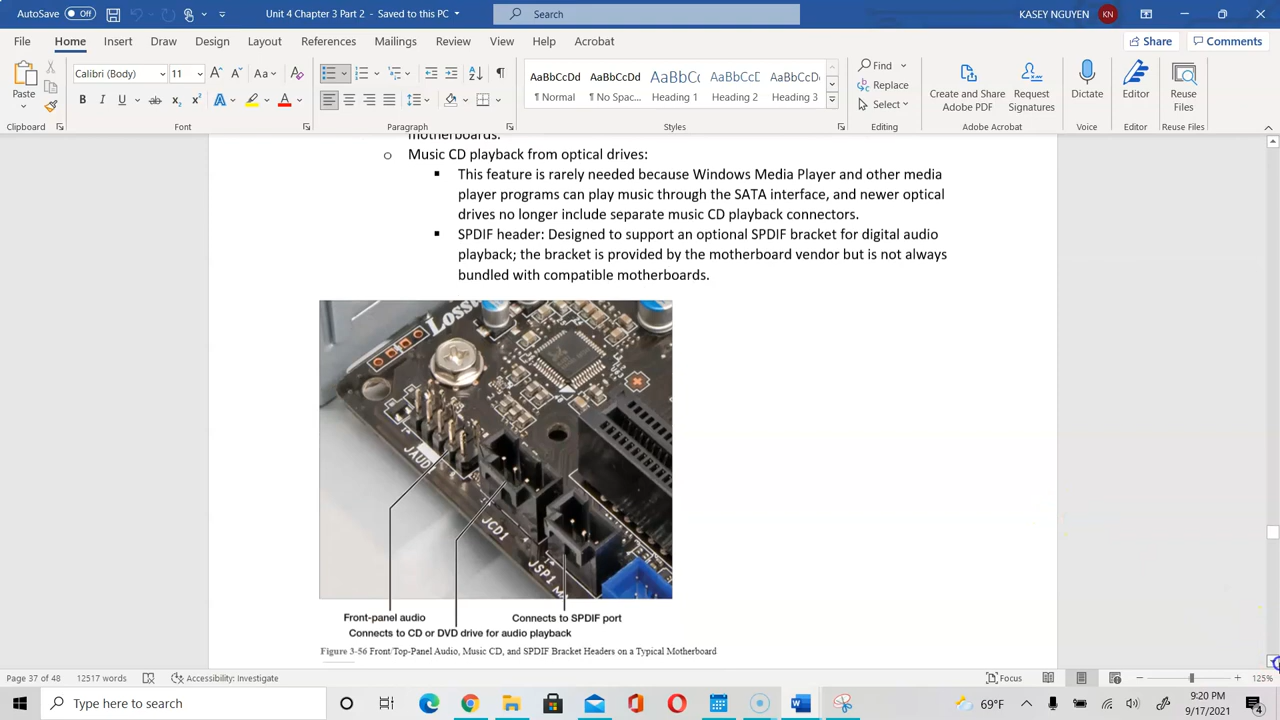 AutoSave Off Unit 4 Chapter 3 Part 2 Search KASEY NGUYEN KN
File Home Insert Draw Design Layout References Mailings Review View Help Acrobat Share Comments
Paste Calibri (Body) 11 Aa
B I U ab x₂ x² A A
AaBbCcDd AaBbCcDd AaBbCc AaBbCcE AaBbCcDd
¶ Normal ¶ No Spac... Heading 1 Heading 2 Heading 3
Find
Replace
Select
Create and Share Adobe PDF
Request Signatures
Dictate
Editor
Reuse Files
Clipboard Font Paragraph Styles Editing Adobe Acrobat Voice Editor Reuse Files
motherboards.
o Music CD playback from optical drives:
▪ This feature is rarely needed because Windows Media Player and other media
player programs can play music through the SATA interface, and newer optical
drives no longer include separate music CD playback connectors.
▪ SPDIF header: Designed to support an optional SPDIF bracket for digital audio
playback; the bracket is provided by the motherboard vendor but is not always
bundled with compatible motherboards.
JAUD
JCD1
JSP1
Front-panel audio Connects to SPDIF port
Connects to CD or DVD drive for audio playback
Figure 3-56 Front/Top-Panel Audio, Music CD, and SPDIF Bracket Headers on a Typical Motherboard
Page 37 of 48 12517 words Accessibility: Investigate Focus 125%
Type here to search 69°F 9:20 PM
9/17/2021 4